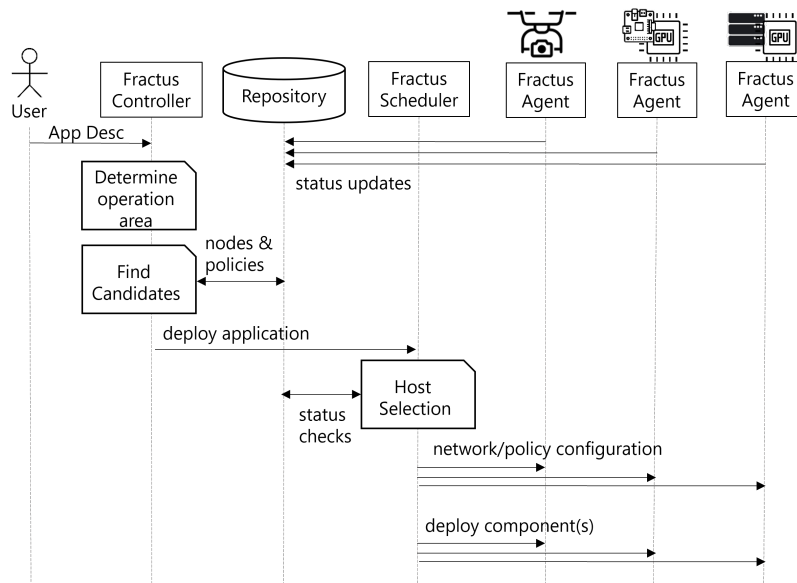 GPU
GPU
User
Fractus
Controller
Repository
Fractus
Scheduler
Fractus
Agent
Fractus
Agent
Fractus
Agent
App Desc
Determine
operation
area
status updates
nodes &
policies
Find
Candidates
deploy application
Host
Selection
status
checks
network/policy configuration
deploy component(s)